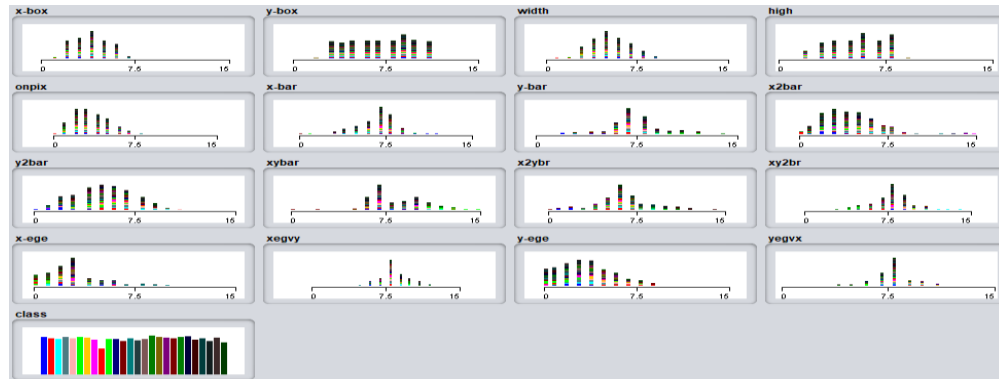 x-box y-box width high
0 7.5 15 0 7.5 15 0 7.5 15 0 7.5 15
onpix x-bar y-bar x2bar
0 7.5 15 0 7.5 15 0 7.5 15 0 7.5 15
y2bar xybar x2ybr xy2br
0 7.5 15 0 7.5 15 0 7.5 15 0 7.5 15
x-ege xegvy y-ege yegvx
0 7.5 15 0 7.5 15 0 7.5 15 0 7.5 15
class